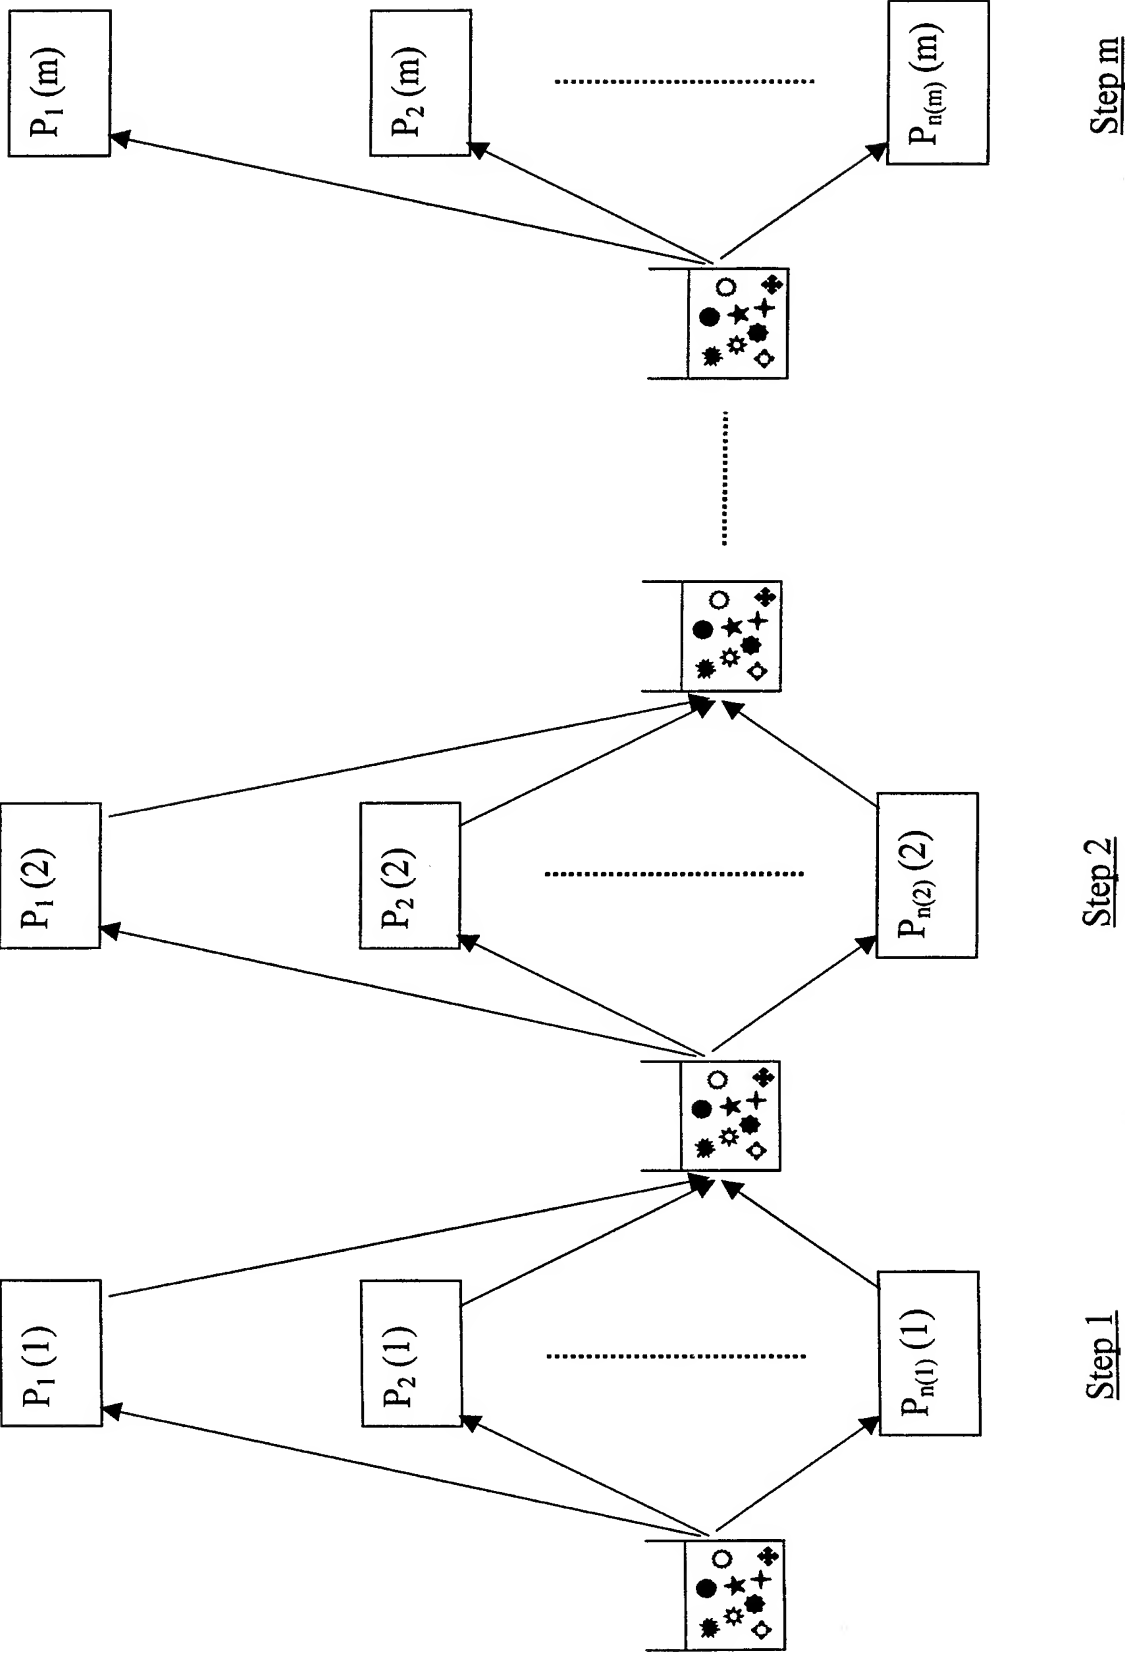 P1 (1)
P2 (1)
Pn(1) (1)
Step 1
P1 (2)
P2 (2)
Pn(2) (2)
Step 2
P1 (m)
P2 (m)
Pn(m) (m)
Step m